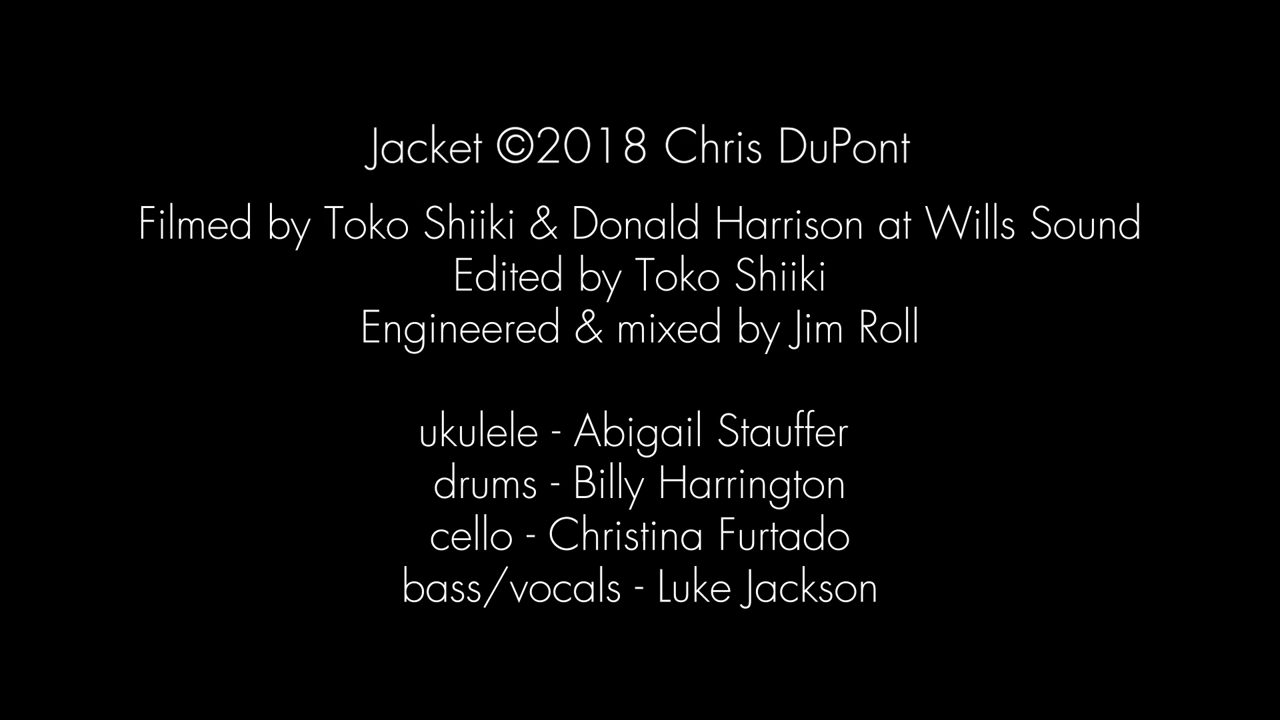 Jacket ©2018 Chris DuPont
Filmed by Toko Shiiki & Donald Harrison at Wills Sound
Edited by Toko Shiiki
Engineered & mixed by Jim Roll
ukulele - Abigail Stauffer
drums - Billy Harrington
cello - Christina Furtado
bass/vocals - Luke Jackson